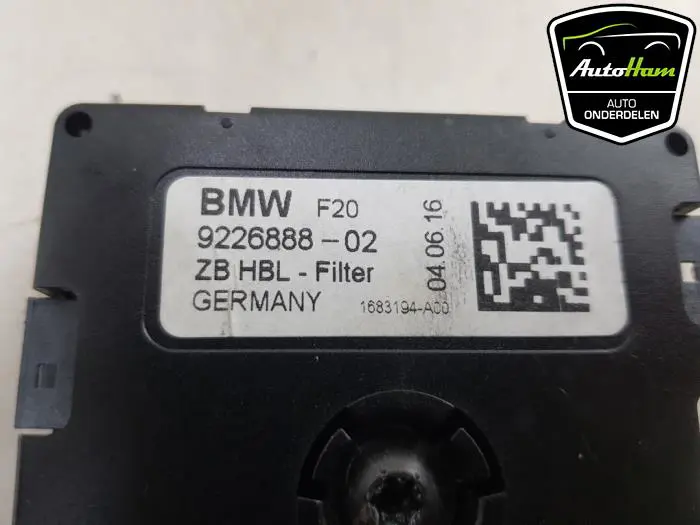 BMW F20
9226888-02
ZB HBL - Filter
GERMANY 1683194-A00
04.06.16
AutoHam
AUTO
ONDERDELEN